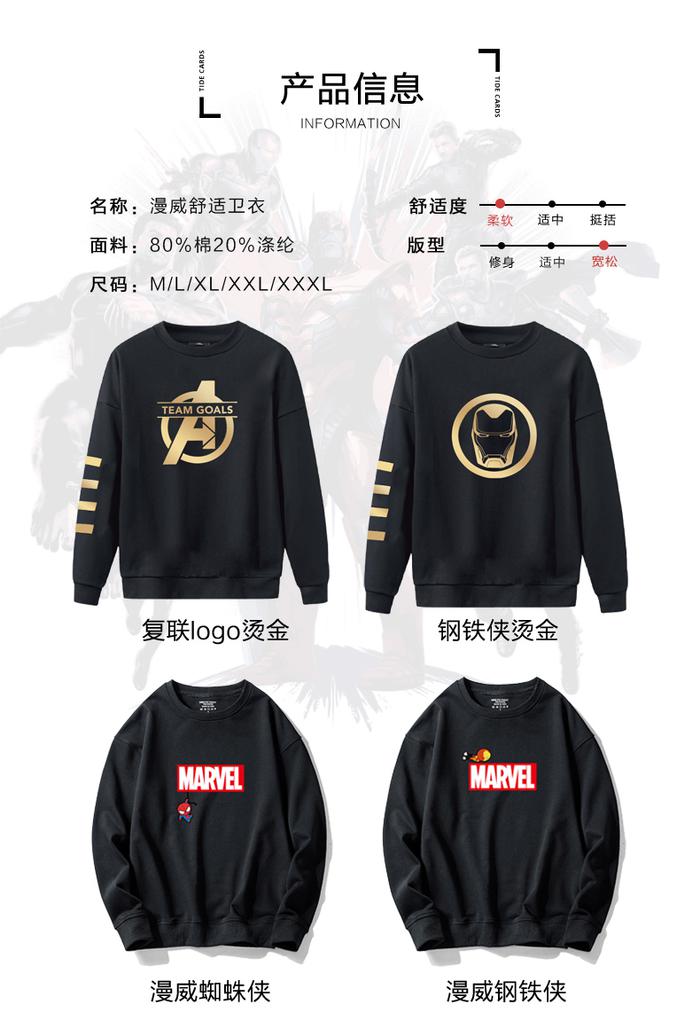 TIDE CARDS
TIDE CARDS
产品信息
INFORMATION
名称：漫威舒适卫衣
面料：80%棉20%涤纶
尺码：M/L/XL/XXL/XXXL
舒适度
柔软 适中 挺括
版型
修身 适中 宽松
TEAM GOALS
复联logo烫金
钢铁侠烫金
MARVEL
MARVEL
漫威蜘蛛侠
漫威钢铁侠